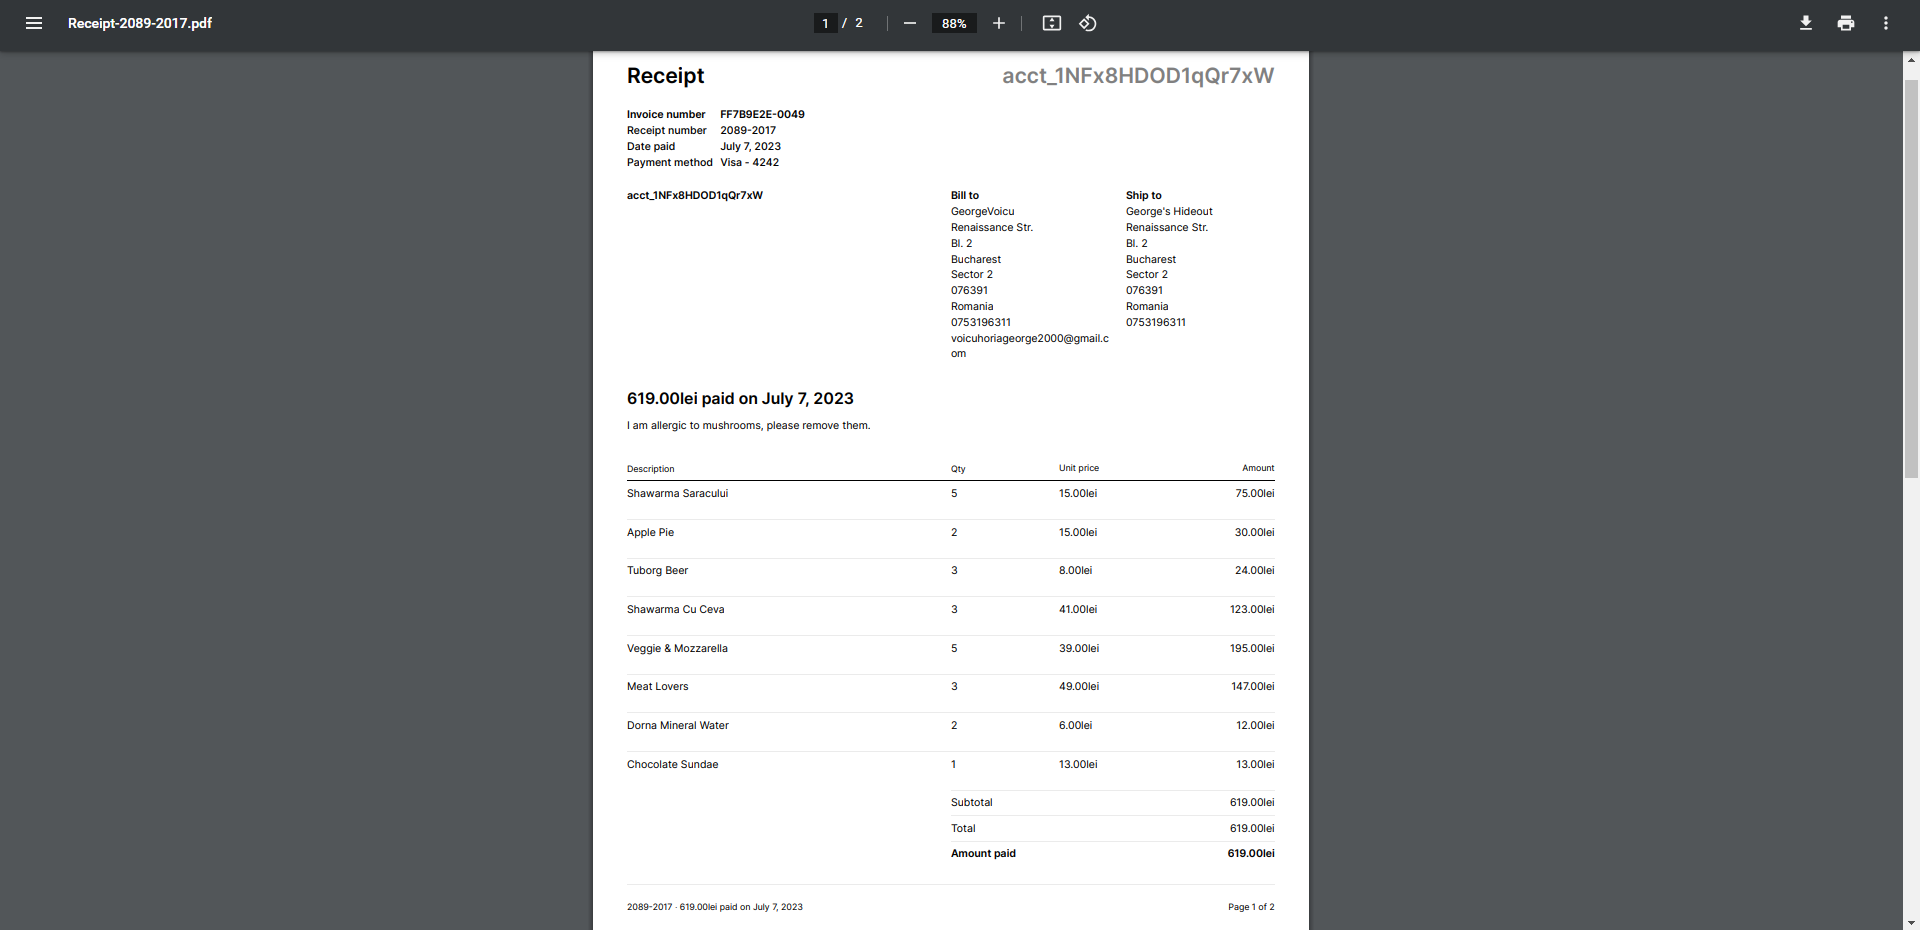 Receipt-2089-2017.pdf
1 / 2
88%
Receipt
acct_1NFx8HDOD1qQr7xW
Invoice number FF7B9E2E-0049
Receipt number 2089-2017
Date paid July 7, 2023
Payment method Visa - 4242
acct_1NFx8HDOD1qQr7xW
Bill to
GeorgeVoicu
Renaissance Str.
Bl. 2
Bucharest
Sector 2
076391
Romania
0753196311
voicuhoriageorge2000@gmail.c
om
Ship to
George's Hideout
Renaissance Str.
Bl. 2
Bucharest
Sector 2
076391
Romania
0753196311
619.00lei paid on July 7, 2023
I am allergic to mushrooms, please remove them.
Description Qty Unit price Amount
Shawarma Saracului 5 15.00lei 75.00lei
Apple Pie 2 15.00lei 30.00lei
Tuborg Beer 3 8.00lei 24.00lei
Shawarma Cu Ceva 3 41.00lei 123.00lei
Veggie & Mozzarella 5 39.00lei 195.00lei
Meat Lovers 3 49.00lei 147.00lei
Dorna Mineral Water 2 6.00lei 12.00lei
Chocolate Sundae 1 13.00lei 13.00lei
Subtotal 619.00lei
Total 619.00lei
Amount paid 619.00lei
2089-2017 · 619.00lei paid on July 7, 2023
Page 1 of 2